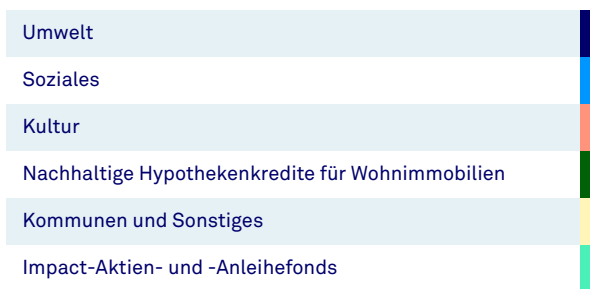 Umwelt
Soziales
Kultur
Nachhaltige Hypothekenkredite für Wohnimmobilien
Kommunen und Sonstiges
Impact-Aktien- und -Anleihefonds